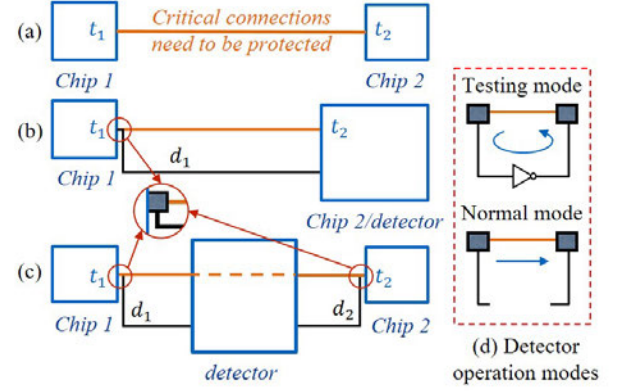 (a)
t1
Critical connections
need to be protected
t2
Chip 1
Chip 2
(b)
t1
t2
d1
Chip 1
Chip 2/detector
(c)
t1
t2
Chip 1
d1
d2
Chip 2
detector
Testing mode
Normal mode
(d) Detector
operation modes